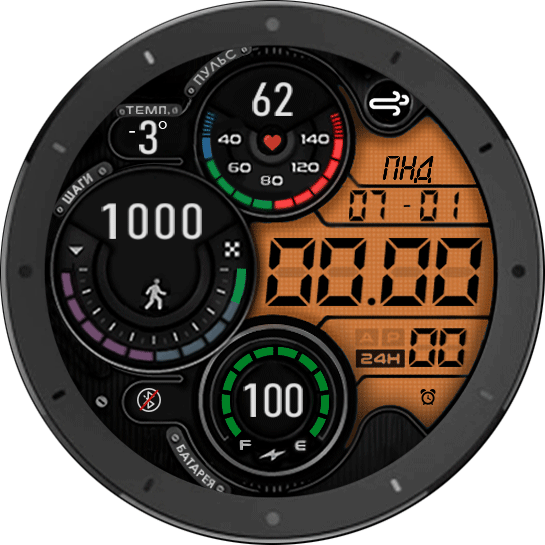 ПУЛЬС
62
40 140
60 120
80
ТЕМП.
-3°
ШАГИ
1000
ПНД
07-01
00.00
A P
24H 00
100
F E
БАТАРЕЯ